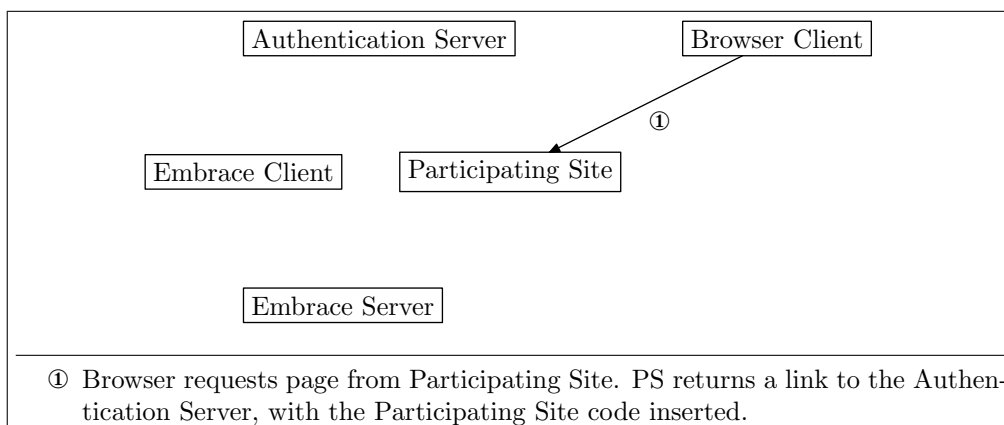 Authentication Server Browser Client
①
Embrace Client Participating Site
Embrace Server
① Browser requests page from Participating Site. PS returns a link to the Authen-
tication Server, with the Participating Site code inserted.